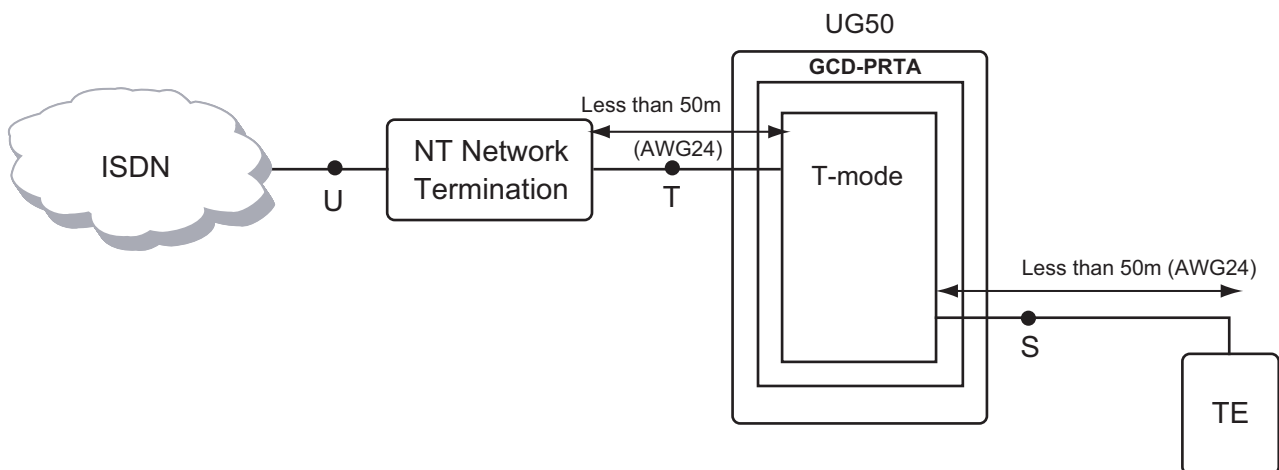 UG50
GCD-PRTA
Less than 50m
(AWG24)
ISDN
NT Network
Termination
T-mode
U
T
Less than 50m (AWG24)
S
TE